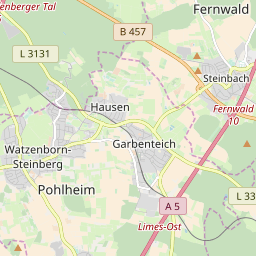 enberger Tal
Fernwald
B 457
L 3131
Steinbach
Hausen
Fernwald
10
Garbenteich
Watzenborn-
Steinberg
Pohlheim
L 33
A 5
Limes-Ost